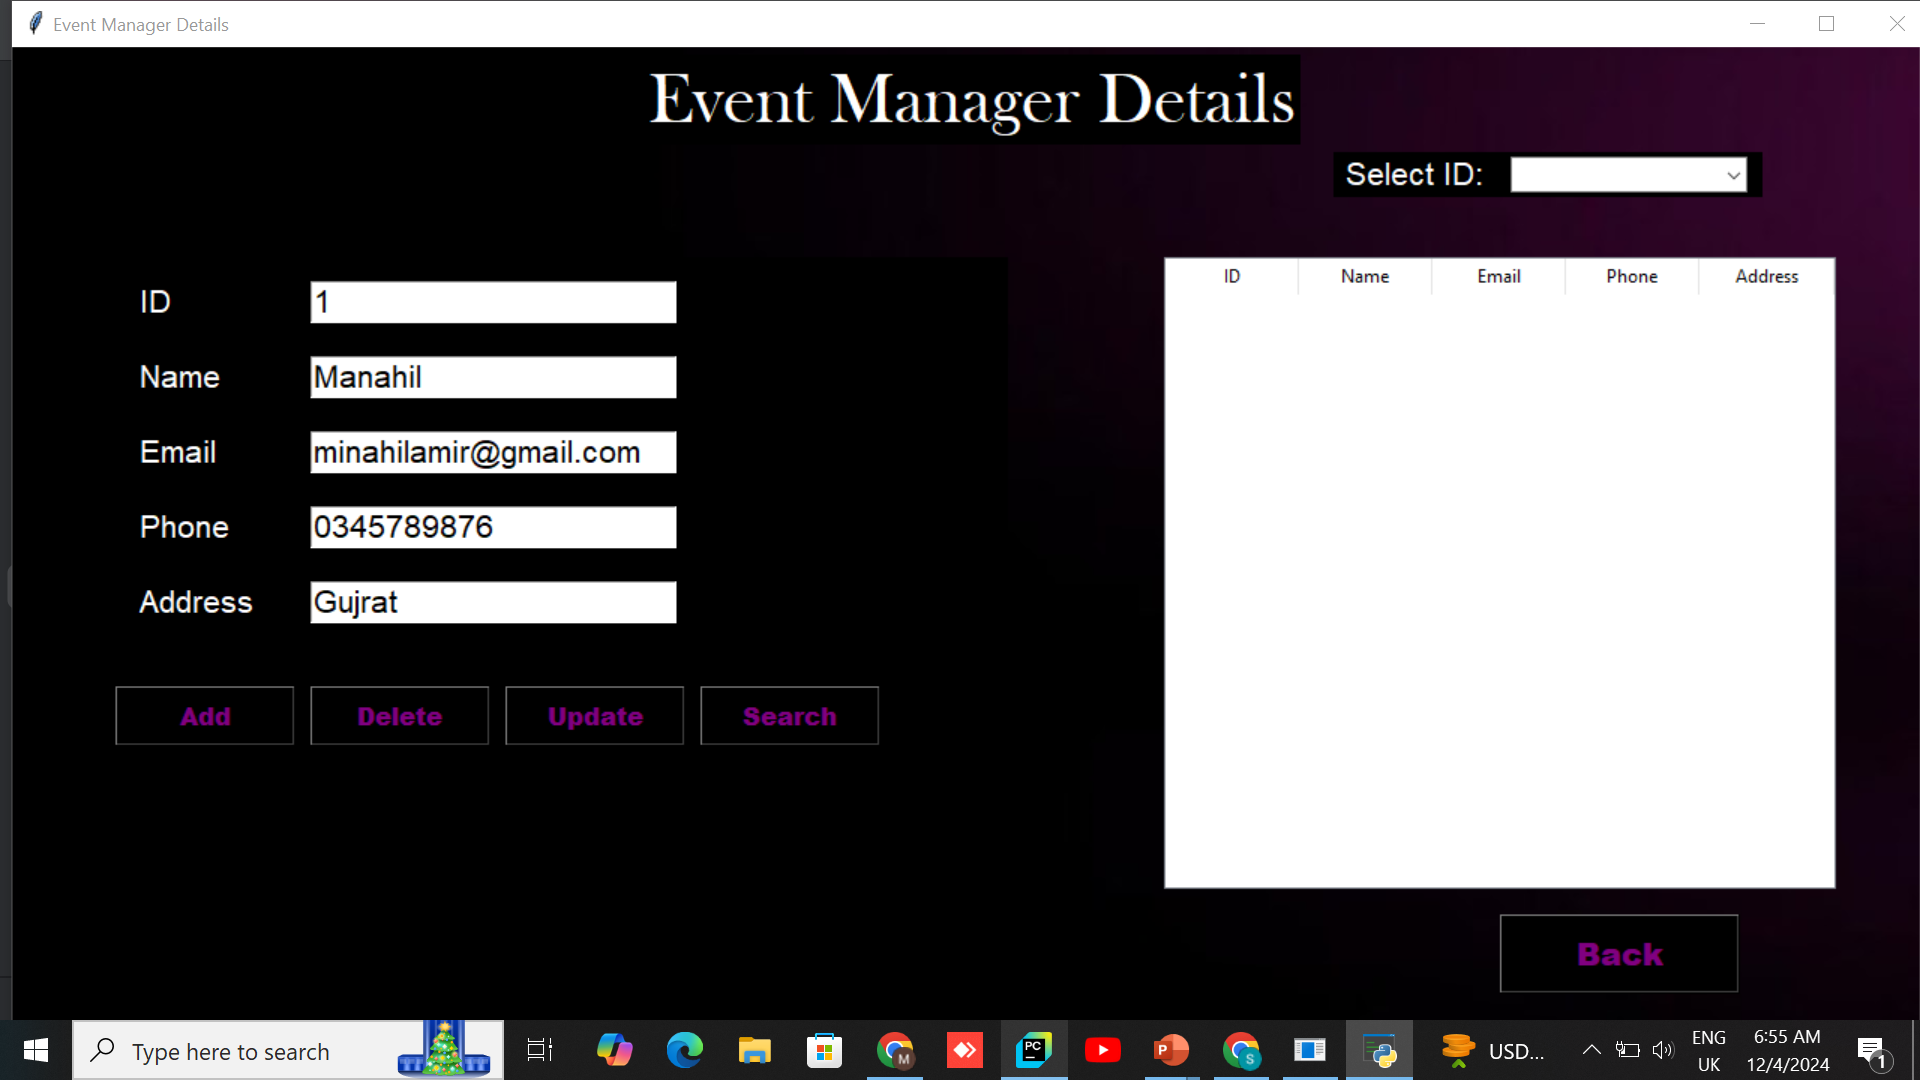 Event Manager Details
Event Manager Details
Select ID:
ID
1
Name
Manahil
Email
minahilamir@gmail.com
Phone
0345789876
Address
Gujrat
ID Name Email Phone Address
Add Delete Update Search
Back
Type here to search
M
PC
P
S
USD...
ENG
UK
6:55 AM
12/4/2024
1